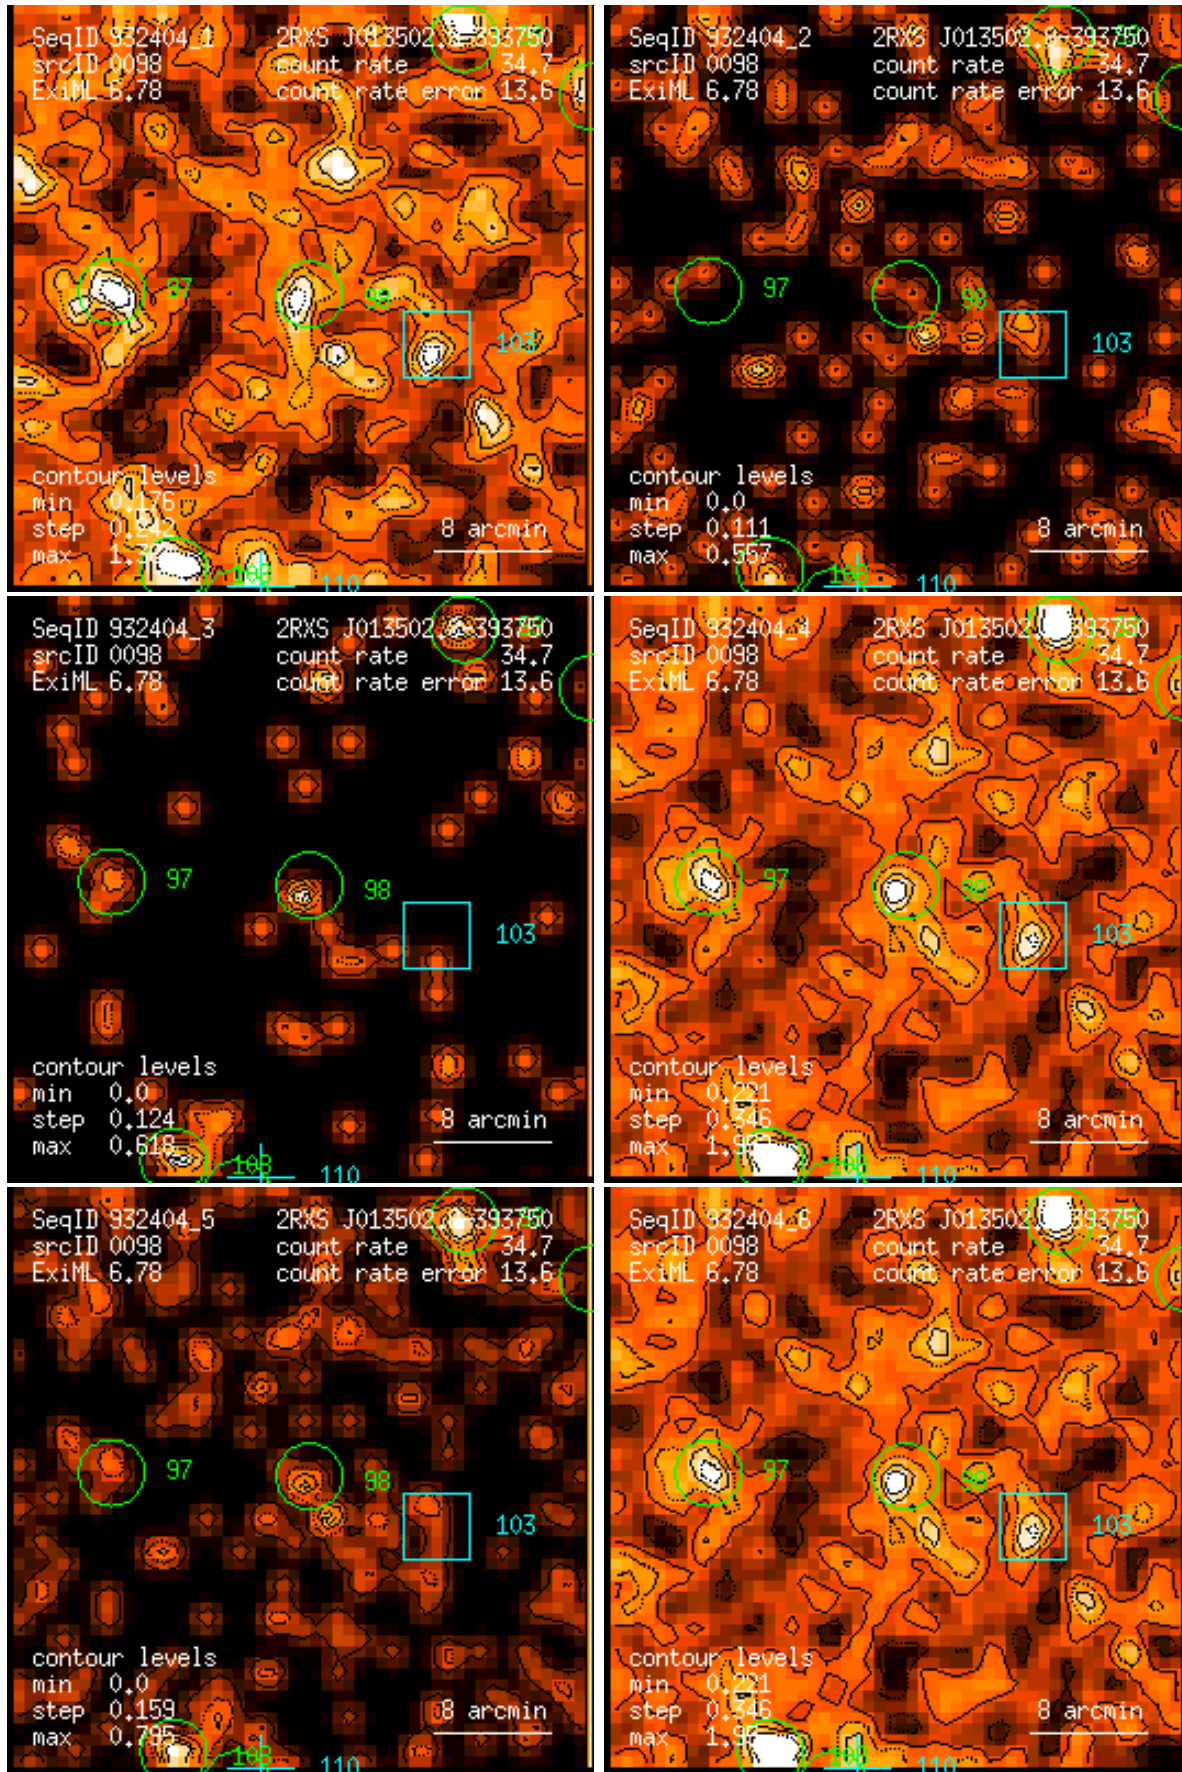 SeqID 932404_1 2RXS J013502.8-393750
srcID 0098 count rate 34.7
ExiML 6.78 count rate error 13.6
97
98
103
contour levels
min 0.176
step 0.242
max
8 arcmin
108
110
SeqID 932404_2 2RXS J013502.8-393750
srcID 0098 count rate 34.7
ExiML 6.78 count rate error 13.6
97
98
103
contour levels
min 0.0
step 0.111
max 0.557
8 arcmin
108
110
SeqID 932404_3 393750
srcID 0098 count rate 34.7
ExiML 6.78 count rate error 13.6
97
98
103
contour levels
min 0.0
step 0.124
max 0.618
8 arcmin
108
110
SeqID 932404_4 393750
srcID 0098 count rate 34.7
ExiML 6.78 count rate error 13.6
97
98
103
contour levels
min 0.221
step 0.346
max
8 arcmin
108
110
SeqID 932404_5 393750
srcID 0098 count rate 34.7
ExiML 6.78 count rate error 13.6
97
98
103
contour levels
min 0.0
step 0.159
max 0.795
8 arcmin
108
110
SeqID 932404_6 393750
srcID 0098 count rate 34.7
ExiML 6.78 count rate error 13.6
97
98
103
contour levels
min 0.221
step 0.346
max
8 arcmin
108
110